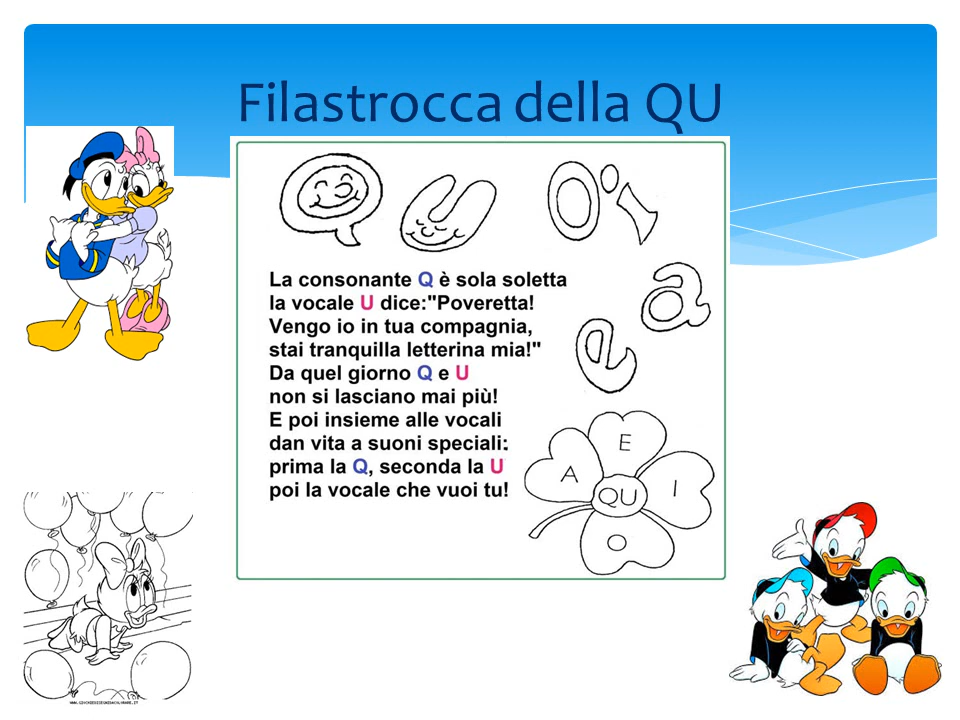 Filastrocca della QU
Q U O i
a
e
La consonante Q è sola soletta
la vocale U dice:"Poveretta!
Vengo io in tua compagnia,
stai tranquilla letterina mia!"
Da quel giorno Q e U
non si lasciano mai più!
E poi insieme alle vocali
dan vita a suoni speciali:
prima la Q, seconda la U
poi la vocale che vuoi tu!
E
A
QU
I
O